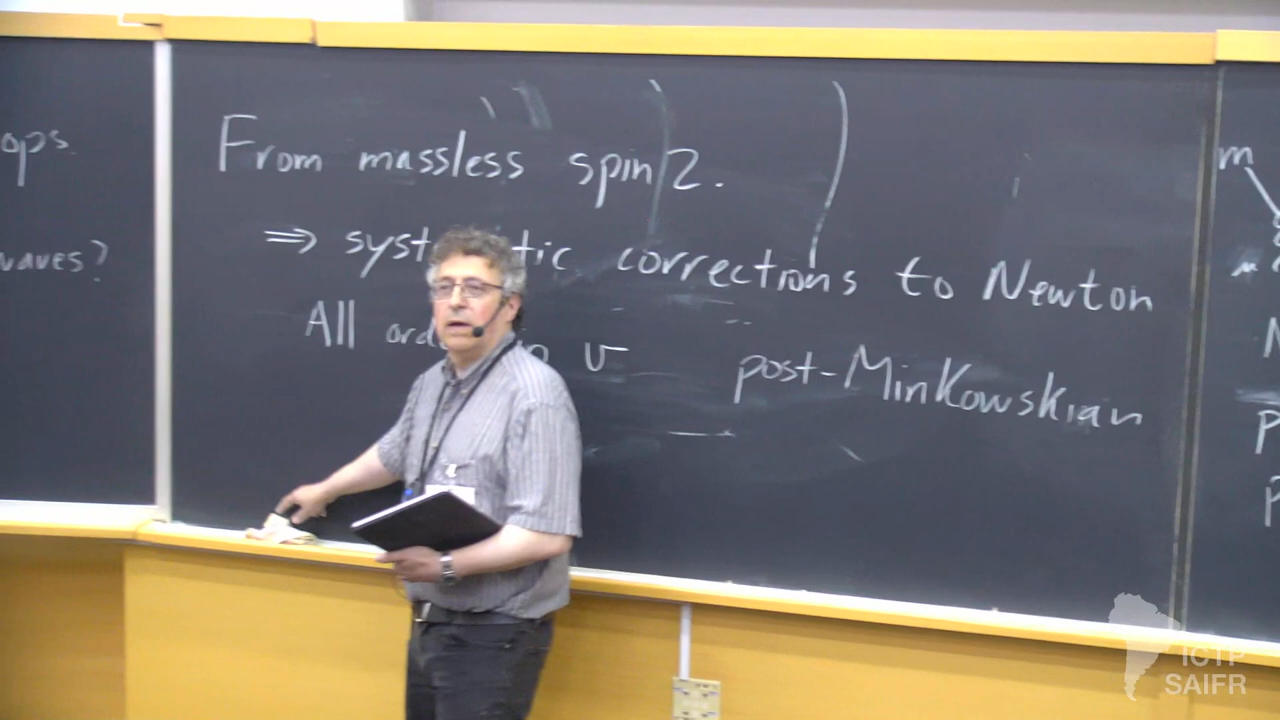 ops
waves?
From massless spin 2.
⇒ syst tic corrections to Newton
All ord v
post-Minkowskian
m
ICTP
SAIFR